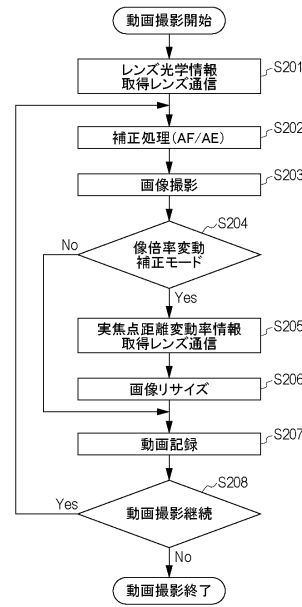 動画撮影開始
S201
レンズ光学情報
取得レンズ通信
S202
補正処理(AF/AE)
S203
画像撮影
S204
像倍率変動
補正モード
No
Yes
S205
実焦点距離変動率情報
取得レンズ通信
S206
画像リサイズ
S207
動画記録
S208
動画撮影継続
Yes
No
動画撮影終了